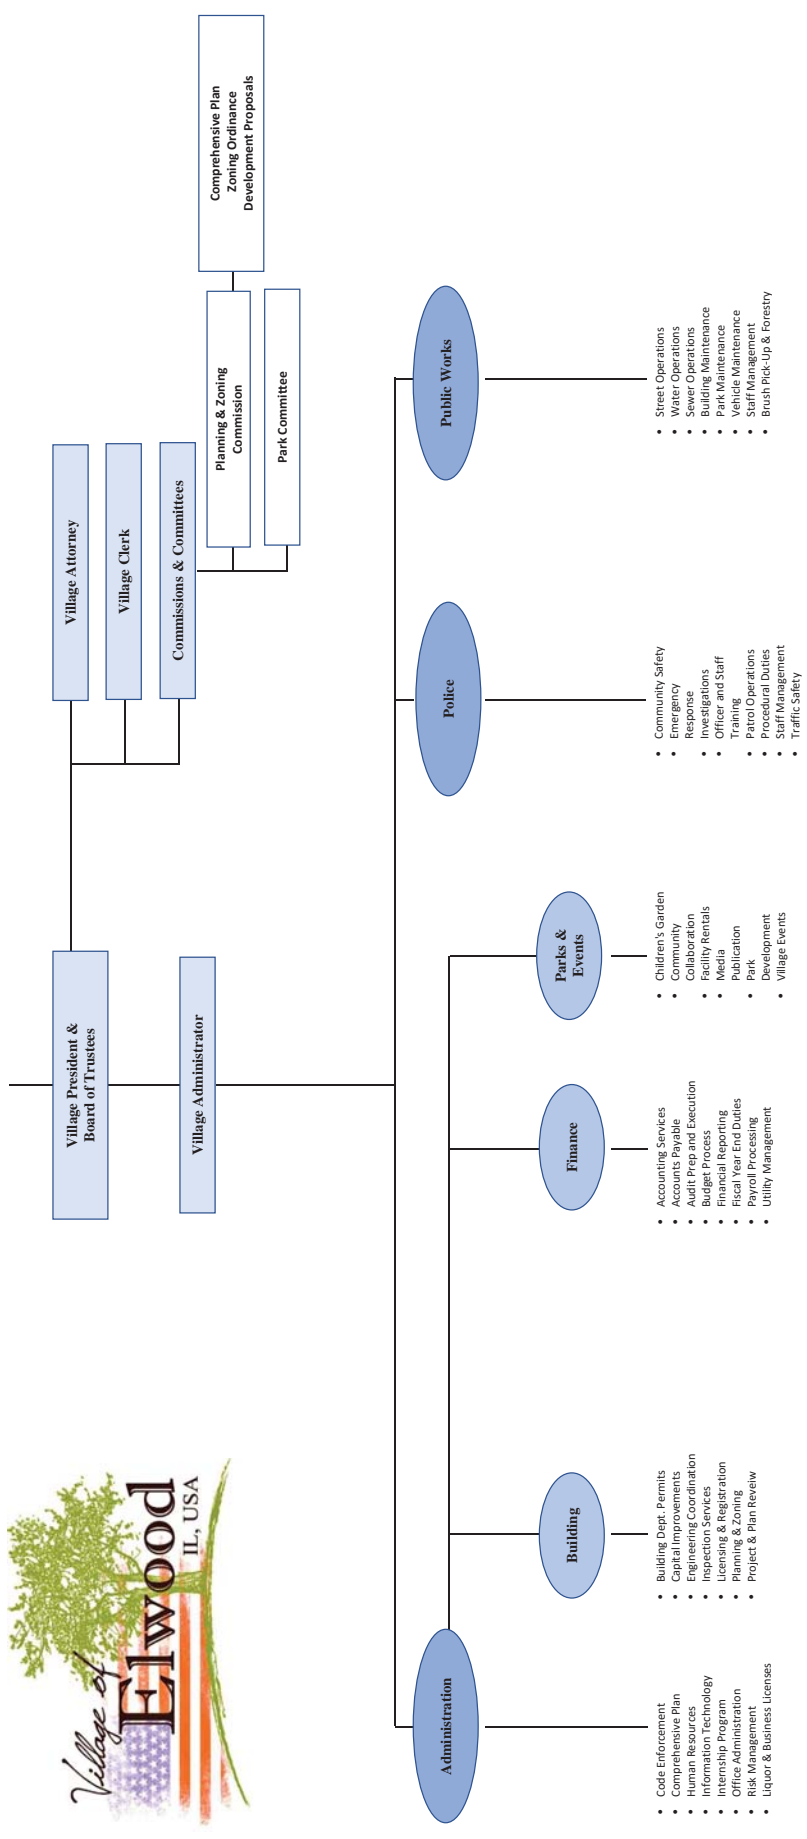 Village of
Elwood
IL, USA
Village President &
Board of Trustees
Village Attorney
Village Clerk
Commissions & Committees
Planning & Zoning
Commission
Comprehensive Plan
Zoning Ordinance
Development Proposals
Park Committee
Village Administrator
Administration
• Code Enforcement
• Comprehensive Plan
• Human Resources
• Information Technology
• Internship Program
• Office Administration
• Risk Management
• Liquor & Business Licenses
Building
• Building Dept. Permits
• Capital Improvements
• Engineering Coordination
• Inspection Services
• Licensing & Registration
• Planning & Zoning
• Project & Plan Reveiw
Finance
• Accounting Services
• Accounts Payable
• Audit Prep and Execution
• Budget Process
• Financial Reporting
• Fiscal Year End Duties
• Payroll Processing
• Utility Management
Parks &
Events
• Children's Garden
• Community
Collaboration
• Facility Rentals
• Media
Publication
• Park
Development
• Village Events
Police
• Community Safety
• Emergency
Response
• Investigations
• Officer and Staff
Training
• Patrol Operations
• Procedural Duties
• Staff Management
• Traffic Safety
Public Works
• Street Operations
• Water Operations
• Sewer Operations
• Building Maintenance
• Park Maintenance
• Vehicle Maintenance
• Staff Management
• Brush Pick-Up & Forestry